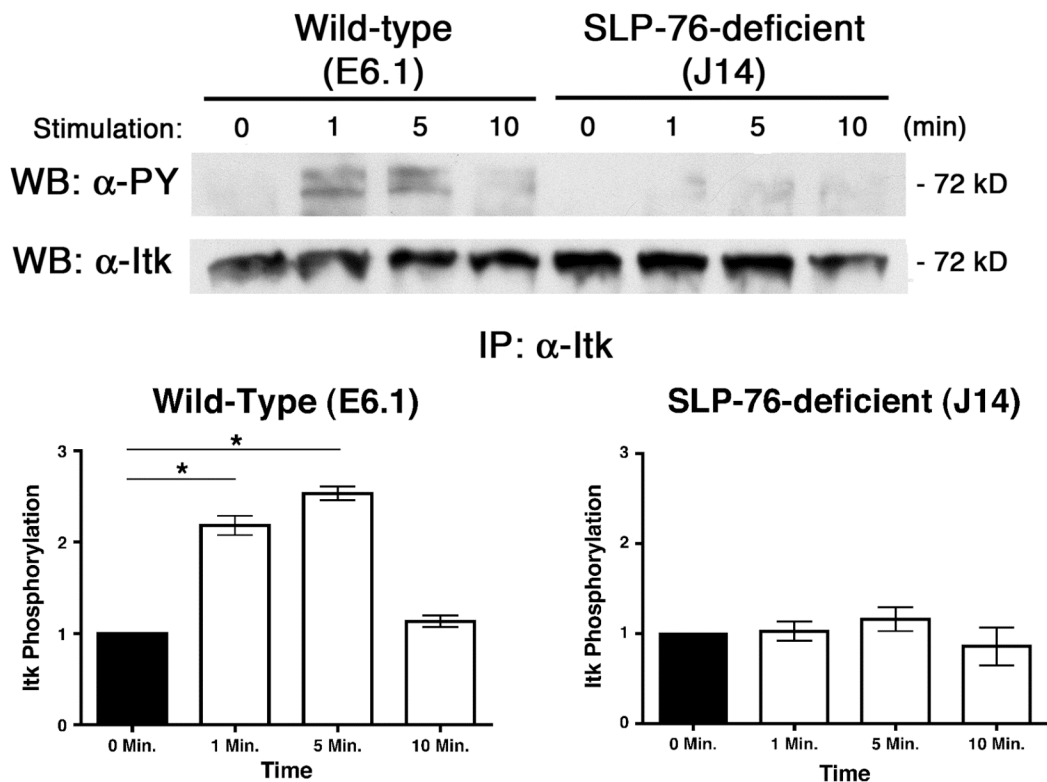 Wild-type SLP-76-deficient
(E6.1) (J14)
Stimulation: 0 1 5 10 0 1 5 10 (min)
WB: α-PY - 72 kD
WB: α-Itk - 72 kD
IP: α-Itk
Wild-Type (E6.1)
*
*
3
2
1
0
Itk Phosphorylation
0 Min. 1 Min. 5 Min. 10 Min.
Time
SLP-76-deficient (J14)
3
2
1
0
Itk Phosphorylation
0 Min. 1 Min. 5 Min. 10 Min.
Time